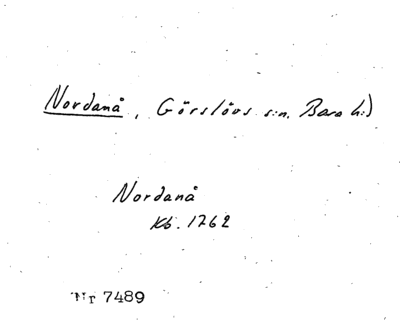 Nordanå, Görslövs s:n. Bara h:d
Nordanå
Kb. 1762
Nr 7489